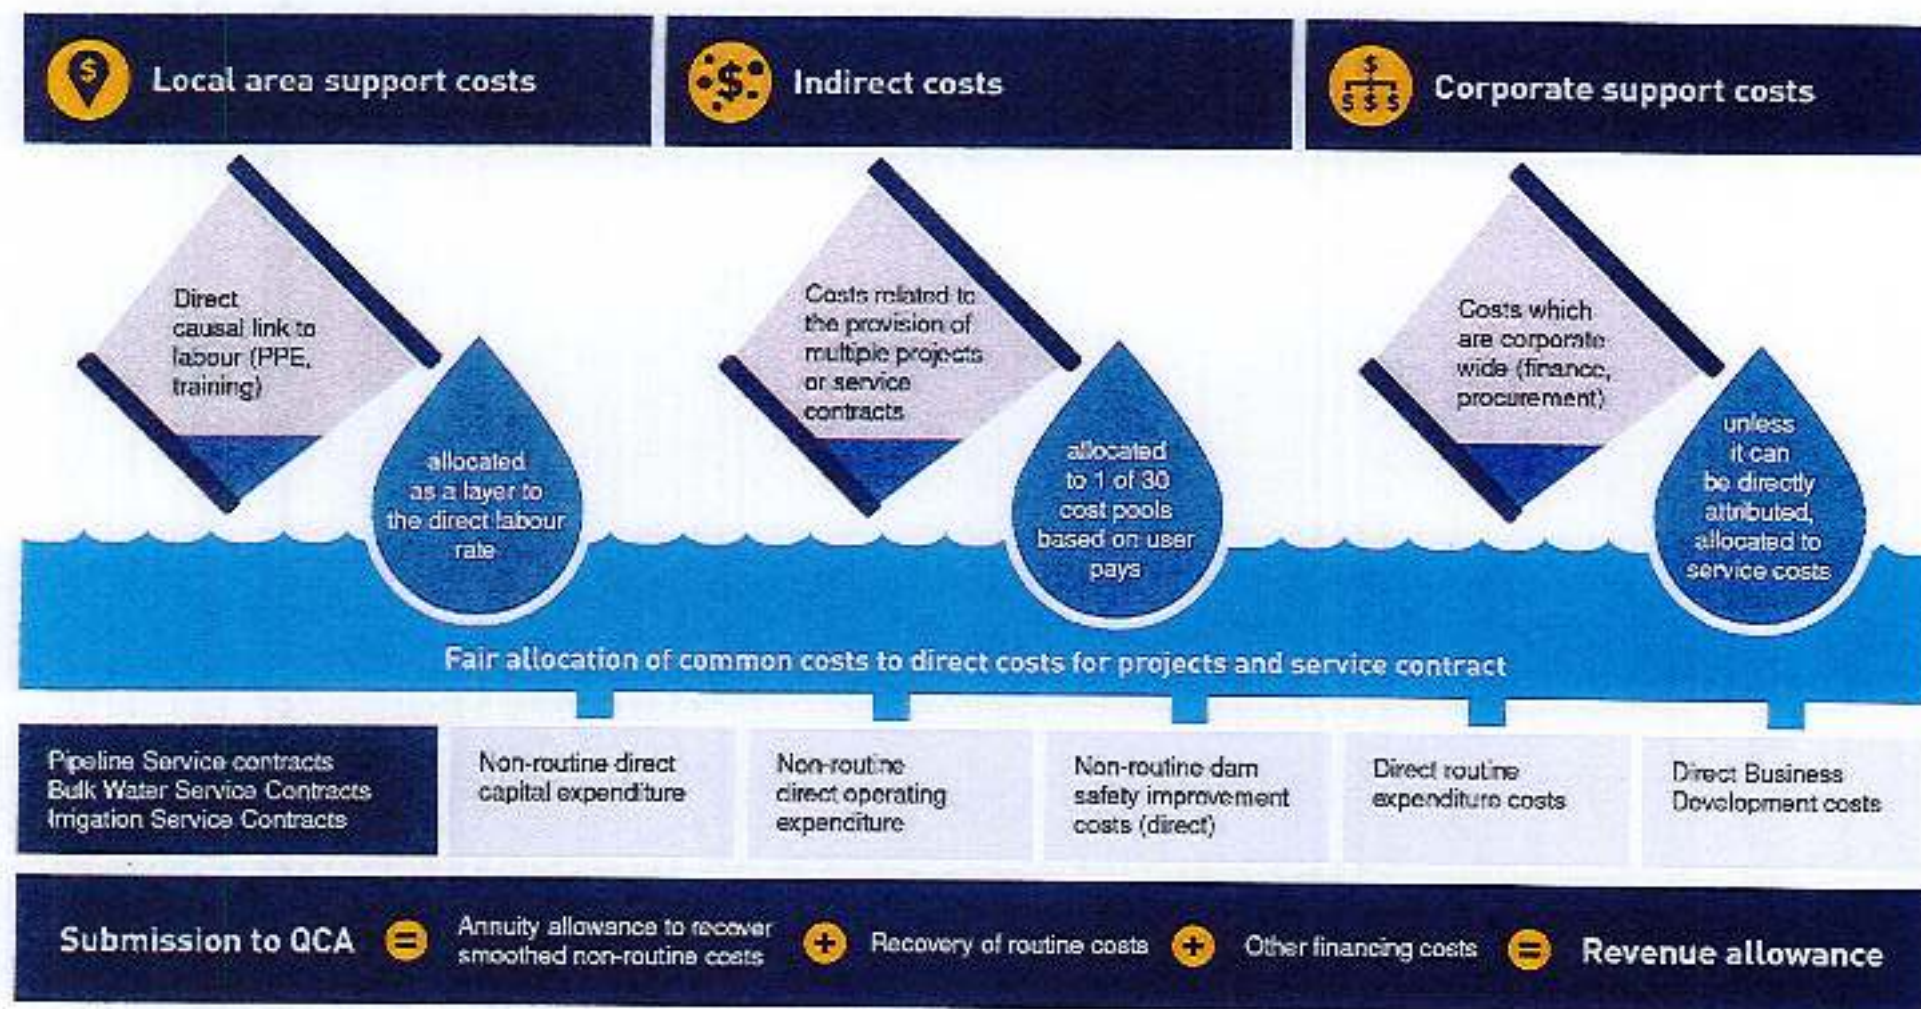 Local area support costs
Indirect costs
Corporate support costs
Direct
causal link to
labour (PPE,
training)
allocated
as a layer to
the direct labour
rate
Costs related to
the provision of
multiple projects
or service
contracts
allocated
to 1 of 30
cost pools
based on user
pays
Costs which
are corporate
wide (finance,
procurement)
unless
it can
be directly
attributed,
allocated to
service costs
Fair allocation of common costs to direct costs for projects and service contract
Pipeline Service contracts
Bulk Water Service Contracts
Irrigation Service Contracts
Non-routine direct
capital expenditure
Non-routine
direct operating
expenditure
Non-routine dam
safety improvement
costs (direct)
Direct routine
expenditure costs
Direct Business
Development costs
Submission to QCA = Annuity allowance to recover
smoothed non-routine costs + Recovery of routine costs + Other financing costs = Revenue allowance